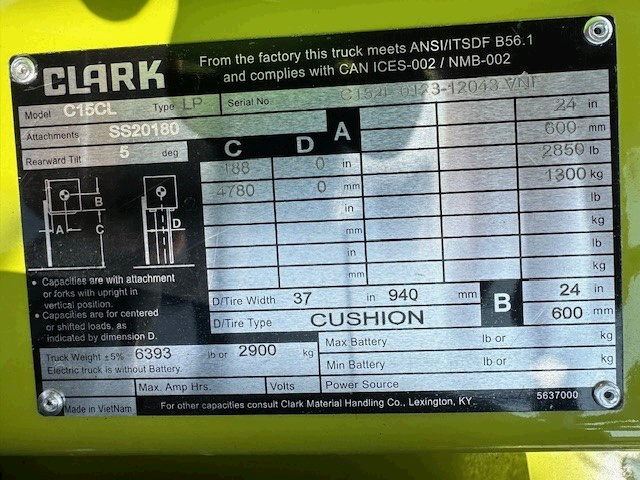 CLARK
From the factory this truck meets ANSI/ITSDF B56.1
and complies with CAN ICES-002 / NMB-002
Model C15CL Type LP Serial No.
Attachments SS20180
Rearward Tilt 5 deg
C D A 24 in
600 mm
188 0 in 2850 lb
4780 0 mm 1300 kg
in lb
mm kg
in lb
mm kg
B
A C
D
• Capacities are with attachment
or forks with upright in
vertical position.
• Capacities are for centered
or shifted loads, as
indicated by dimension D.
D/Tire Width 37 in 940 mm B 24 in
D/Tire Type CUSHION 600 mm
Truck Weight ±5% 6393 lb or 2900 kg
Electric truck is without Battery.
Max Battery lb or kg
Min Battery lb or kg
Max. Amp Hrs. Volts Power Source
Made in VietNam
For other capacities consult Clark Material Handling Co., Lexington, KY. 5637000